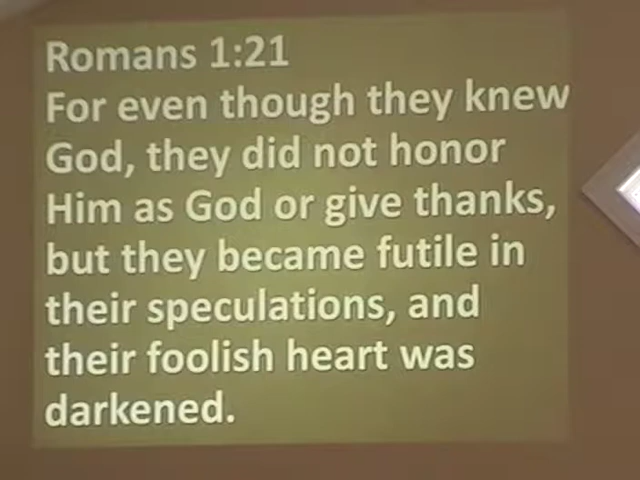 Romans 1:21
For even though they knew
God, they did not honor
Him as God or give thanks,
but they became futile in
their speculations, and
their foolish heart was
darkened.